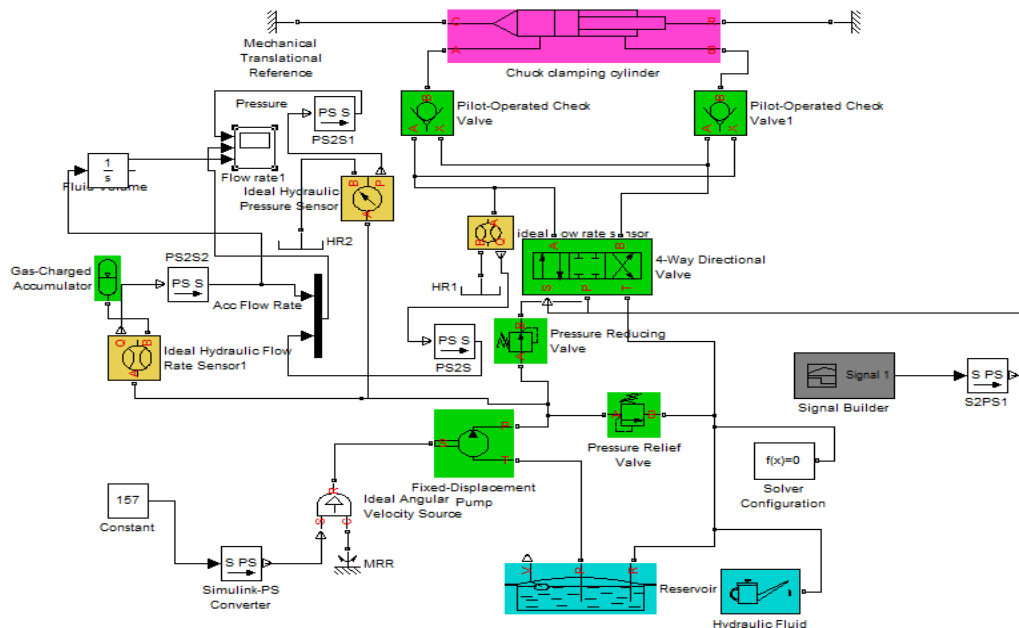 C
R
A
B
Mechanical
Translational
Reference
Chuck clamping cylinder
B
A
X
Pilot-Operated Check
Valve
B
A
X
Pilot-Operated Check
Valve1
Pressure
PS S
PS2S1
Flow rate1
1
s
Fluid Volume
Ideal Hydraulic
Pressure Sensor
B
P
A
HR2
A
B
Q
ideal flow rate sensor
HR1
A
B
S
P
T
4-Way Directional
Valve
Gas-Charged
Accumulator
PS2S2
PS S
Acc Flow Rate
Q
B
A
Ideal Hydraulic Flow
Rate Sensor1
PS S
PS2S
B
A
Pressure Reducing
Valve
Signal 1
Signal Builder
S PS
S2PS1
A
B
Pressure Relief
Valve
S
P
T
Fixed-Displacement
Pump
f(x)=0
Solver
Configuration
157
Constant
R
S
C
Ideal Angular
Velocity Source
MRR
S PS
Simulink-PS
Converter
V
P
R
Reservoir
Hydraulic Fluid